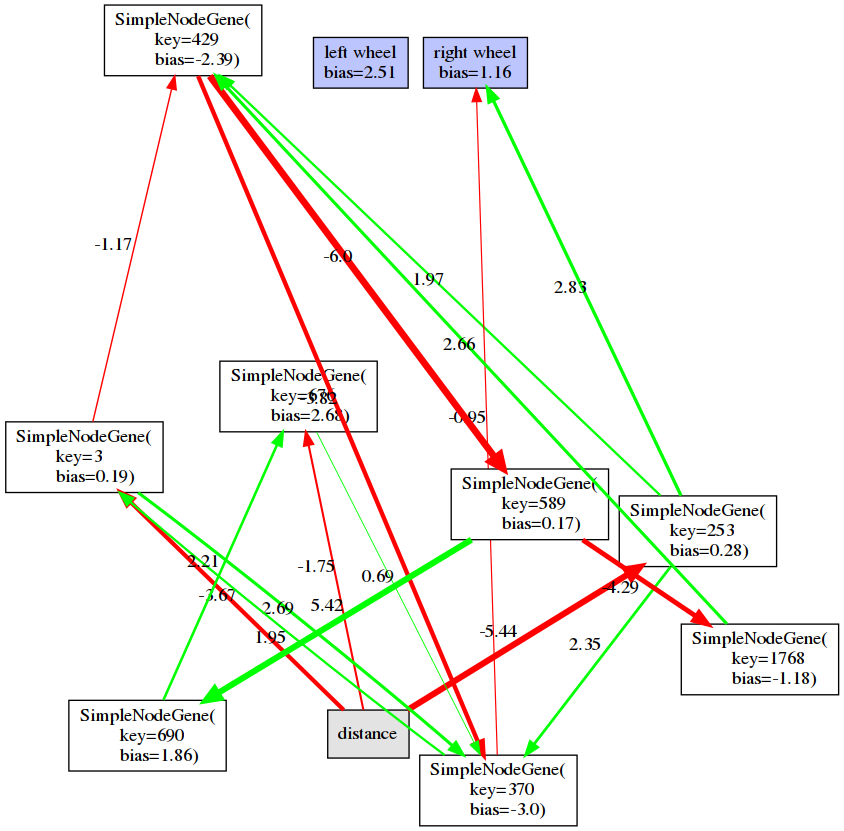 SimpleNodeGene(
key=429
bias=-2.39)
left wheel
bias=2.51
right wheel
bias=1.16
-1.17
-6.0
1.97
2.83
2.66
SimpleNodeGene(
key=676
bias=2.68)
-3.82
-0.95
SimpleNodeGene(
key=3
bias=0.19)
SimpleNodeGene(
key=589
bias=0.17)
SimpleNodeGene(
key=253
bias=0.28)
2.21
-3.67
-1.75
0.69
-4.29
2.69
5.42
1.95
-5.44
2.35
SimpleNodeGene(
key=1768
bias=-1.18)
SimpleNodeGene(
key=690
bias=1.86)
distance
SimpleNodeGene(
key=370
bias=-3.0)